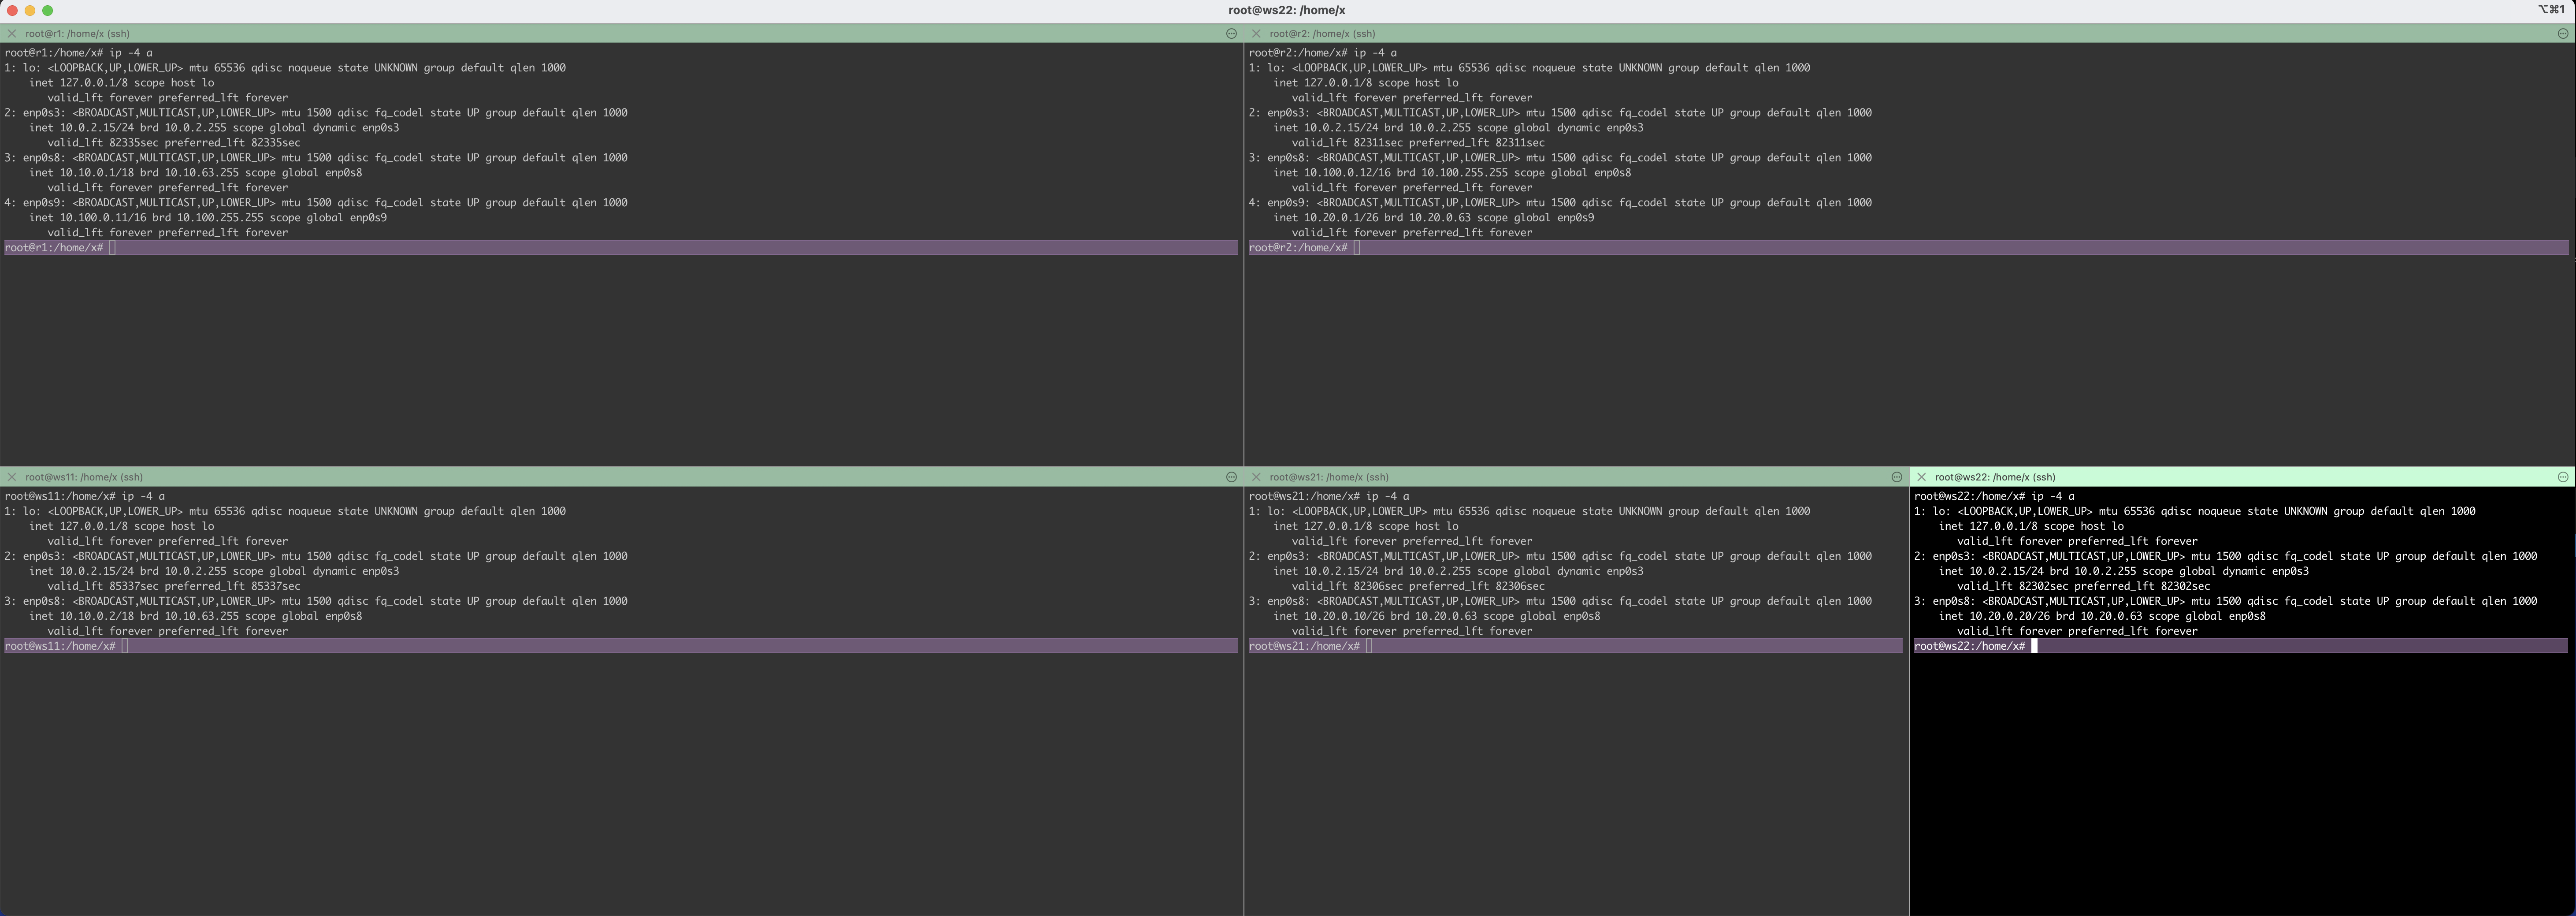 root@ws22: /home/x
⌥⌘1
root@r1: /home/x (ssh)
root@r1:/home/x# ip -4 a
1: lo: <LOOPBACK,UP,LOWER_UP> mtu 65536 qdisc noqueue state UNKNOWN group default qlen 1000
    inet 127.0.0.1/8 scope host lo
       valid_lft forever preferred_lft forever
2: enp0s3: <BROADCAST,MULTICAST,UP,LOWER_UP> mtu 1500 qdisc fq_codel state UP group default qlen 1000
    inet 10.0.2.15/24 brd 10.0.2.255 scope global dynamic enp0s3
       valid_lft 82335sec preferred_lft 82335sec
3: enp0s8: <BROADCAST,MULTICAST,UP,LOWER_UP> mtu 1500 qdisc fq_codel state UP group default qlen 1000
    inet 10.10.0.1/18 brd 10.10.63.255 scope global enp0s8
       valid_lft forever preferred_lft forever
4: enp0s9: <BROADCAST,MULTICAST,UP,LOWER_UP> mtu 1500 qdisc fq_codel state UP group default qlen 1000
    inet 10.100.0.11/16 brd 10.100.255.255 scope global enp0s9
       valid_lft forever preferred_lft forever
root@r1:/home/x#
root@r2: /home/x (ssh)
root@r2:/home/x# ip -4 a
1: lo: <LOOPBACK,UP,LOWER_UP> mtu 65536 qdisc noqueue state UNKNOWN group default qlen 1000
    inet 127.0.0.1/8 scope host lo
       valid_lft forever preferred_lft forever
2: enp0s3: <BROADCAST,MULTICAST,UP,LOWER_UP> mtu 1500 qdisc fq_codel state UP group default qlen 1000
    inet 10.0.2.15/24 brd 10.0.2.255 scope global dynamic enp0s3
       valid_lft 82311sec preferred_lft 82311sec
3: enp0s8: <BROADCAST,MULTICAST,UP,LOWER_UP> mtu 1500 qdisc fq_codel state UP group default qlen 1000
    inet 10.100.0.12/16 brd 10.100.255.255 scope global enp0s8
       valid_lft forever preferred_lft forever
4: enp0s9: <BROADCAST,MULTICAST,UP,LOWER_UP> mtu 1500 qdisc fq_codel state UP group default qlen 1000
    inet 10.20.0.1/26 brd 10.20.0.63 scope global enp0s9
       valid_lft forever preferred_lft forever
root@r2:/home/x#
root@ws11: /home/x (ssh)
root@ws11:/home/x# ip -4 a
1: lo: <LOOPBACK,UP,LOWER_UP> mtu 65536 qdisc noqueue state UNKNOWN group default qlen 1000
    inet 127.0.0.1/8 scope host lo
       valid_lft forever preferred_lft forever
2: enp0s3: <BROADCAST,MULTICAST,UP,LOWER_UP> mtu 1500 qdisc fq_codel state UP group default qlen 1000
    inet 10.0.2.15/24 brd 10.0.2.255 scope global dynamic enp0s3
       valid_lft 85337sec preferred_lft 85337sec
3: enp0s8: <BROADCAST,MULTICAST,UP,LOWER_UP> mtu 1500 qdisc fq_codel state UP group default qlen 1000
    inet 10.10.0.2/18 brd 10.10.63.255 scope global enp0s8
       valid_lft forever preferred_lft forever
root@ws11:/home/x#
root@ws21: /home/x (ssh)
root@ws21:/home/x# ip -4 a
1: lo: <LOOPBACK,UP,LOWER_UP> mtu 65536 qdisc noqueue state UNKNOWN group default qlen 1000
    inet 127.0.0.1/8 scope host lo
       valid_lft forever preferred_lft forever
2: enp0s3: <BROADCAST,MULTICAST,UP,LOWER_UP> mtu 1500 qdisc fq_codel state UP group default qlen 1000
    inet 10.0.2.15/24 brd 10.0.2.255 scope global dynamic enp0s3
       valid_lft 82306sec preferred_lft 82306sec
3: enp0s8: <BROADCAST,MULTICAST,UP,LOWER_UP> mtu 1500 qdisc fq_codel state UP group default qlen 1000
    inet 10.20.0.10/26 brd 10.20.0.63 scope global enp0s8
       valid_lft forever preferred_lft forever
root@ws21:/home/x#
root@ws22: /home/x (ssh)
root@ws22:/home/x# ip -4 a
1: lo: <LOOPBACK,UP,LOWER_UP> mtu 65536 qdisc noqueue state UNKNOWN group default qlen 1000
    inet 127.0.0.1/8 scope host lo
       valid_lft forever preferred_lft forever
2: enp0s3: <BROADCAST,MULTICAST,UP,LOWER_UP> mtu 1500 qdisc fq_codel state UP group default qlen 1000
    inet 10.0.2.15/24 brd 10.0.2.255 scope global dynamic enp0s3
       valid_lft 82302sec preferred_lft 82302sec
3: enp0s8: <BROADCAST,MULTICAST,UP,LOWER_UP> mtu 1500 qdisc fq_codel state UP group default qlen 1000
    inet 10.20.0.20/26 brd 10.20.0.63 scope global enp0s8
       valid_lft forever preferred_lft forever
root@ws22:/home/x#